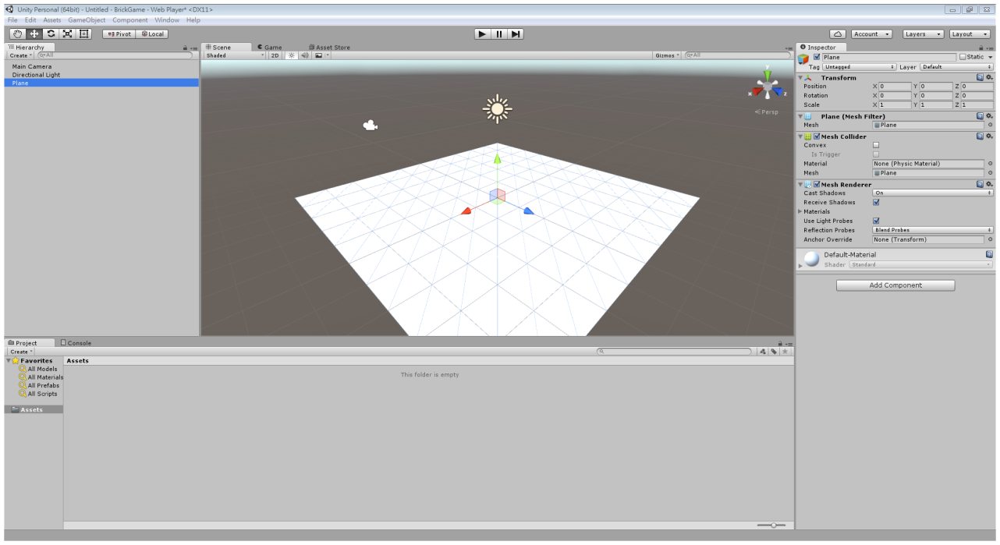 Unity Personal (64bit) - Untitled - BrickGame - Web Player* <DX11>
File Edit Assets GameObject Component Window Help
Pivot Local Account Layers Layout
Hierarchy
Create All
Main Camera
Directional Light
Plane
Scene Game Asset Store
Shaded 2D Gizmos All
y
x z
Persp
Inspector
Plane Static
Tag Untagged Layer Default
Transform
Position X 0 Y 0 Z 0
Rotation X 0 Y 0 Z 0
Scale X 1 Y 1 Z 1
Plane (Mesh Filter)
Mesh Plane
Mesh Collider
Convex
Is Trigger
Material None (Physic Material)
Mesh Plane
Mesh Renderer
Cast Shadows On
Receive Shadows
Materials
Use Light Probes
Reflection Probes Blend Probes
Anchor Override None (Transform)
Default-Material
Shader Standard
Add Component
Project Console
Create
Favorites
All Models
All Materials
All Prefabs
All Scripts
Assets
Assets
This folder is empty